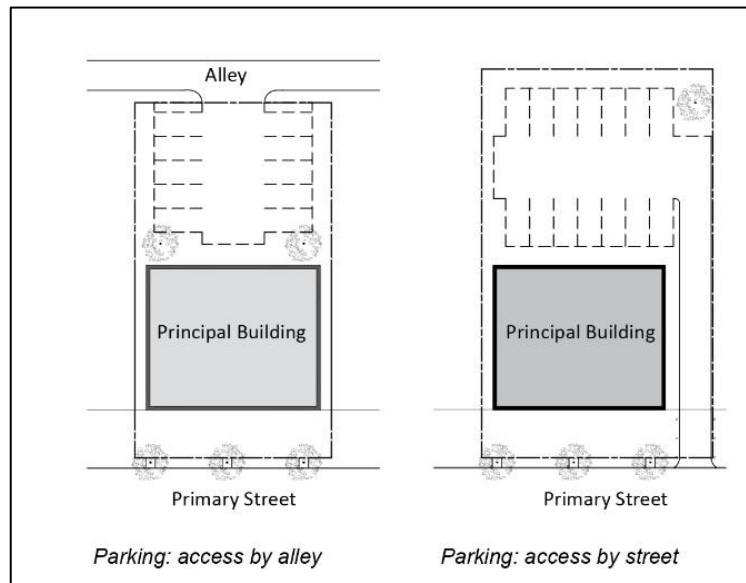 Alley
Principal Building
Primary Street
Parking: access by alley
Principal Building
Primary Street
Parking: access by street